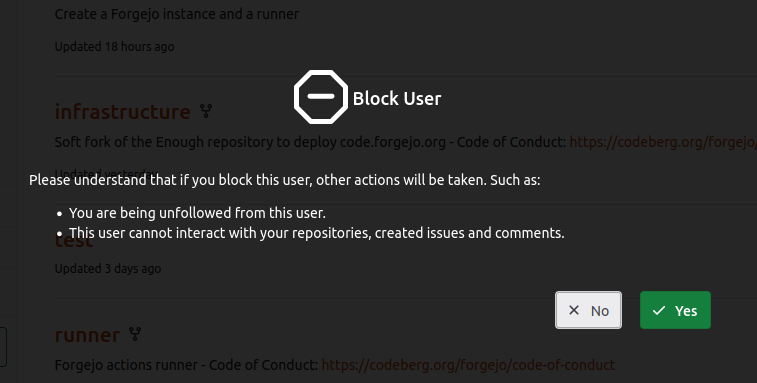 Create a Forgejo instance and a runner
Updated 18 hours ago
Block User
infrastructure
Soft fork of the Enough repository to deploy code.forgejo.org - Code of Conduct: https://codeberg.org/forgejo/
Updated yesterday
Please understand that if you block this user, other actions will be taken. Such as:
You are being unfollowed from this user.
This user cannot interact with your repositories, created issues and comments.
test
Updated 3 days ago
No
Yes
runner
Forgejo actions runner - Code of Conduct: https://codeberg.org/forgejo/code-of-conduct